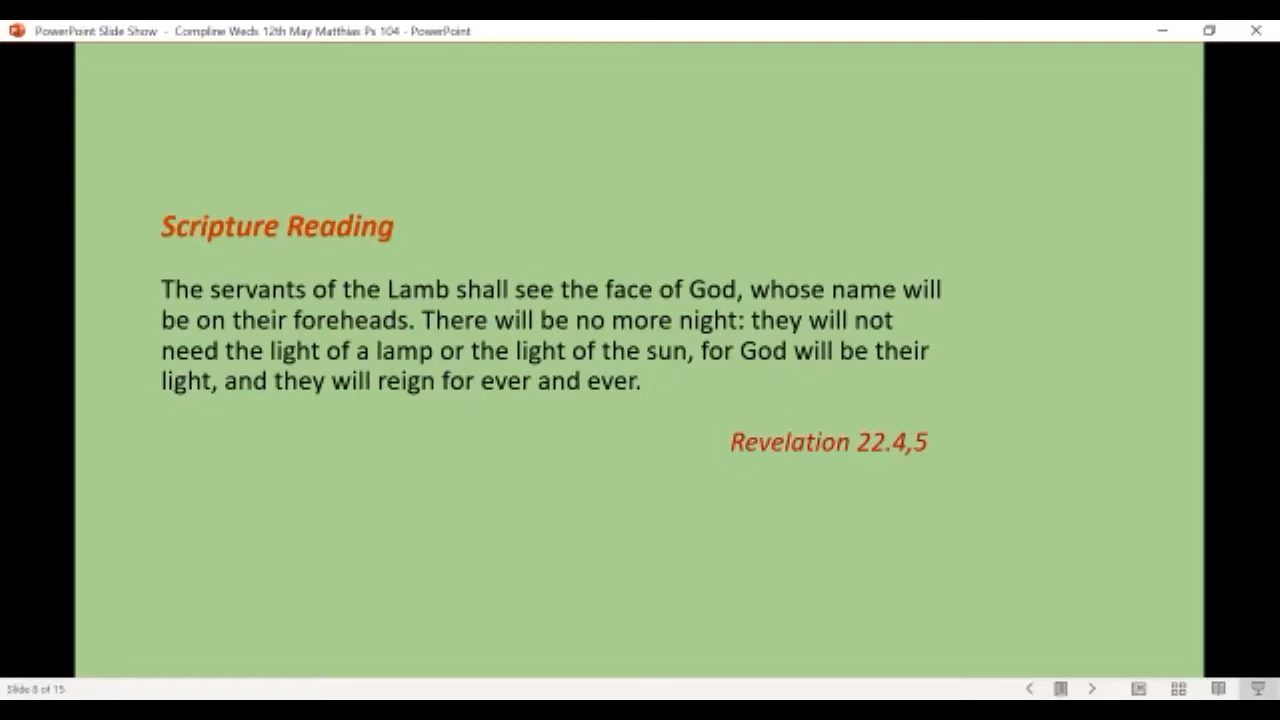 PowerPoint Slide Show - Compline Weds 12th May Matthias Ps 104 - PowerPoint
Scripture Reading
The servants of the Lamb shall see the face of God, whose name will
be on their foreheads. There will be no more night: they will not
need the light of a lamp or the light of the sun, for God will be their
light, and they will reign for ever and ever.
Revelation 22.4,5
Slide 8 of 15